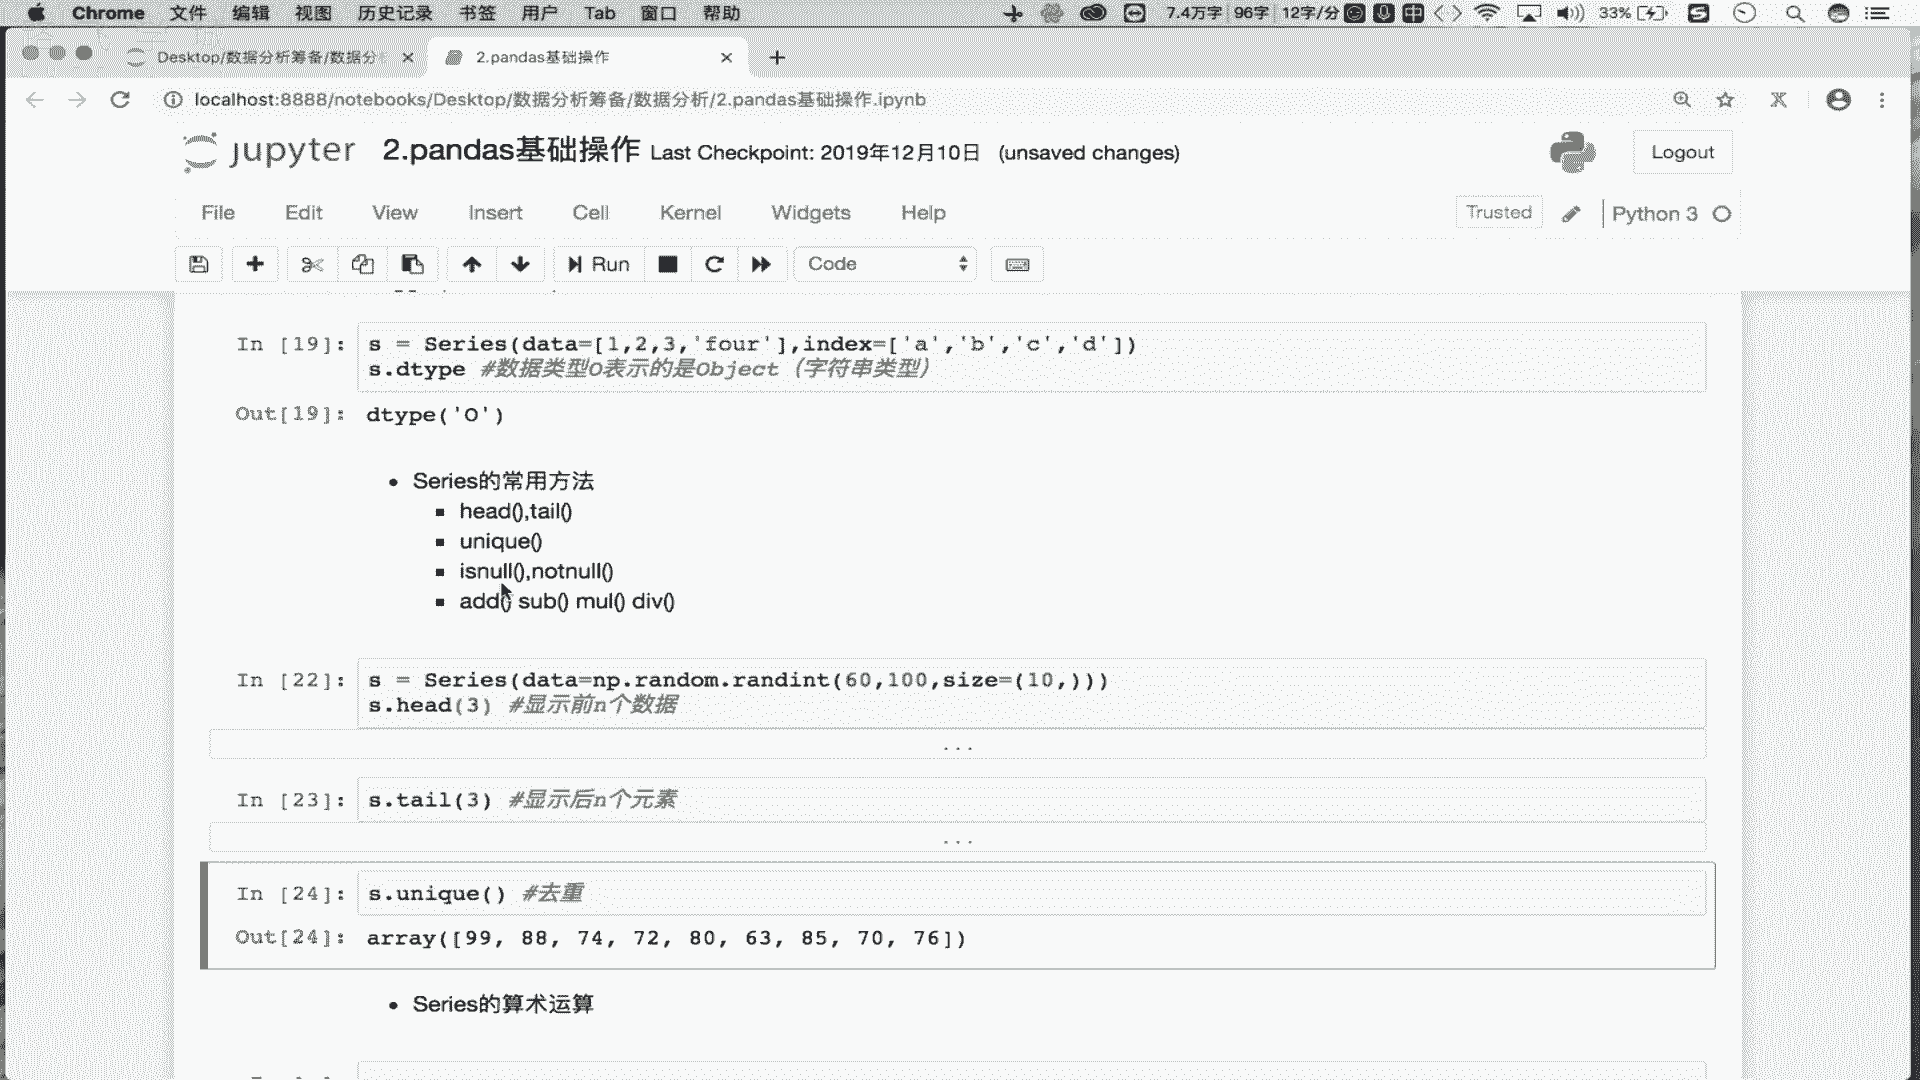 Chrome 文件 编辑 视图 历史记录 书签 用户 Tab 窗口 帮助 7.4万字 96字 12字/分 中 33%
Desktop/数据分析筹备/数据分 2.pandas基础操作
localhost:8888/notebooks/Desktop/数据分析筹备/数据分析/2.pandas基础操作.ipynb
jupyter 2.pandas基础操作 Last Checkpoint: 2019年12月10日 (unsaved changes) Logout
File Edit View Insert Cell Kernel Widgets Help Trusted Python 3
Run Code
In [19]: s = Series(data=[1,2,3,'four'],index=['a','b','c','d'])
s.dtype #数据类型O表示的是Object（字符串类型）
Out[19]: dtype('O')
Series的常用方法
head(),tail()
unique()
isnull(),notnull()
add() sub() mul() div()
In [22]: s = Series(data=np.random.randint(60,100,size=(10,)))
s.head(3) #显示前n个数据
...
In [23]: s.tail(3) #显示后n个元素
...
In [24]: s.unique() #去重
Out[24]: array([99, 88, 74, 72, 80, 63, 85, 70, 76])
Series的算术运算